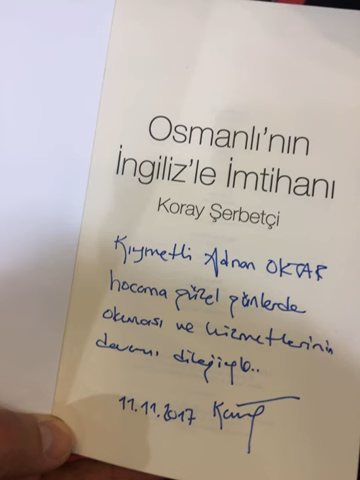 Osmanlı'nın
İngiliz'le İmtihanı
Koray Şerbetçi
Kıymetli Adnan OKTAR
hocama güzel günlerde
okunası ve hizmetlerinin
devamı dileğiyle..
11.11.2017